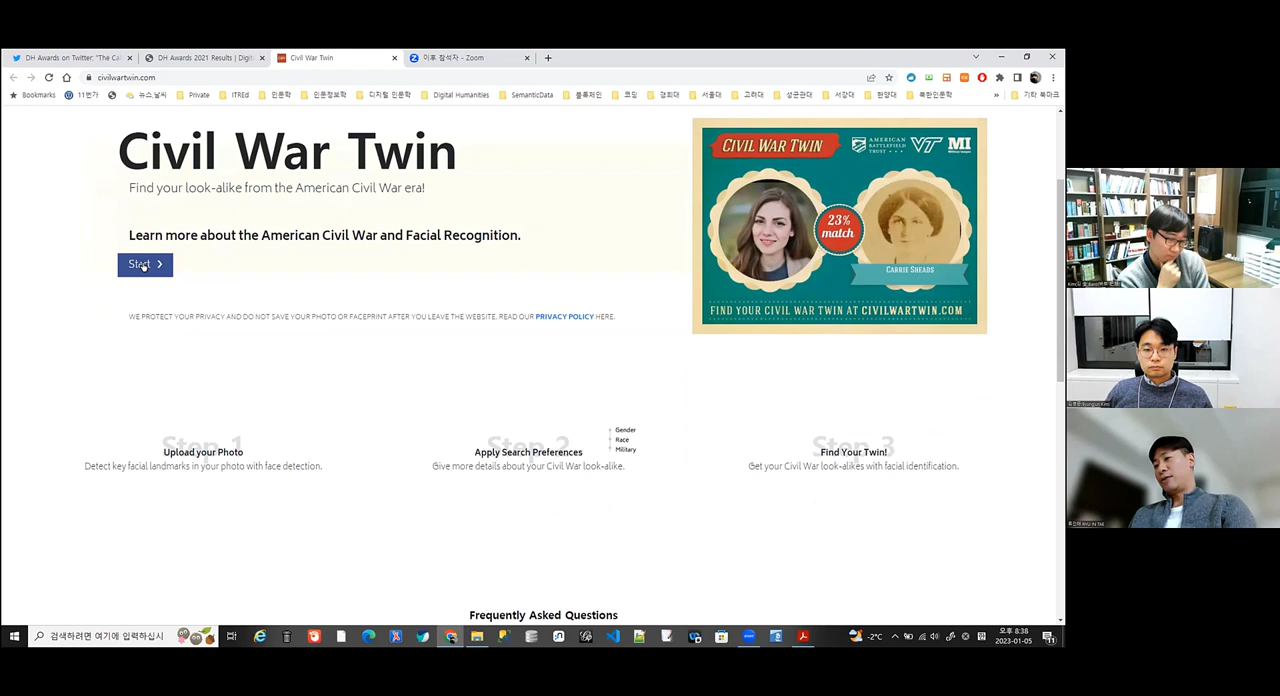 DH Awards on Twitter: "The Cal
DH Awards 2021 Results | Digit
Civil War Twin
이후 참석자 - Zoom
civilwartwin.com
Bookmarks
11번가
뉴스,날씨
Private
ITREd
인문학
인문정보학
디지털 인문학
Digital Humanities
SemanticData
블록체인
코딩
경희대
서울대
고려대
성균관대
서강대
한양대
북한인문학
기타 북마크
Civil War Twin
Find your look-alike from the American Civil War era!
Learn more about the American Civil War and Facial Recognition.
Start
WE PROTECT YOUR PRIVACY AND DO NOT SAVE YOUR PHOTO OR FACEPRINT AFTER YOU LEAVE THE WEBSITE. READ OUR PRIVACY POLICY HERE.
CIVIL WAR TWIN
AMERICAN
BATTLEFIELD
TRUST
VT
MI
23%
match
CARRIE SHEADS
FIND YOUR CIVIL WAR TWIN AT CIVILWARTWIN.COM
Step 1
Upload your Photo
Detect key facial landmarks in your photo with face detection.
Step 2
Apply Search Preferences
Give more details about your Civil War look-alike.
Gender
Race
Military
Step 3
Find Your Twin!
Get your Civil War look-alikes with facial identification.
Frequently Asked Questions
검색하려면 여기에 입력하십시
-2°C
오후 8:38
2023-01-05
11
RYU IN TAE